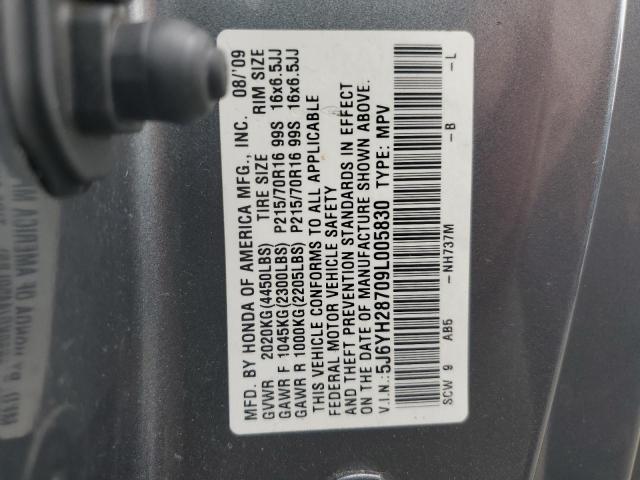 MFD. BY HONDA OF AMERICA MFG., INC. 08/'09
GVWR 2020KG(4450LBS) TIRE SIZE RIM SIZE
GAWR F 1045KG(2300LBS) P215/70R16 99S 16x6.5JJ
GAWR R 1000KG(2205LBS) P215/70R16 99S 16x6.5JJ
THIS VEHICLE CONFORMS TO ALL APPLICABLE
FEDERAL MOTOR VEHICLE SAFETY
AND THEFT PREVENTION STANDARDS IN EFFECT
ON THE DATE OF MANUFACTURE SHOWN ABOVE.
V.I.N.: 5J6YH28709L005830 TYPE: MPV
SCW 9 AB5 -NH737M -B -L